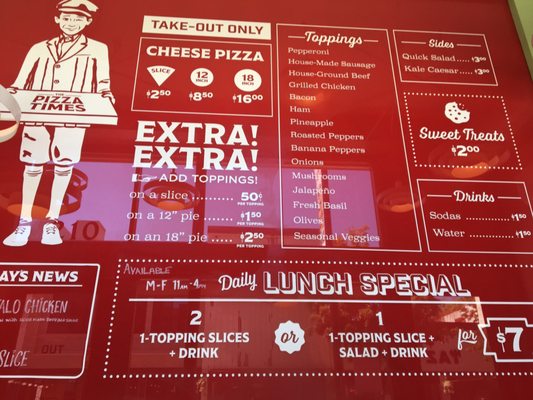 THE
PIZZA
TIMES
TAKE-OUT ONLY
CHEESE PIZZA
SLICE
$2.50
12
INCH
$8.50
18
INCH
$16.00
EXTRA!
EXTRA!
ADD TOPPINGS!
on a slice ..... 50¢
PER TOPPING
on a 12" pie ... $1.50
PER TOPPING
on an 18" pie ..... $2.50
PER TOPPING
Toppings
Pepperoni
House-Made Sausage
House-Ground Beef
Grilled Chicken
Bacon
Ham
Pineapple
Roasted Peppers
Banana Peppers
Onions
Mushrooms
Jalapeño
Fresh Basil
Olives
Seasonal Veggies
Sides
Quick Salad ......... $3.00
Kale Caesar ....... $3.00
Sweet Treats
$2.00
Drinks
Sodas ................ $1.50
Water ................ $1.50
AY'S NEWS
ALO CHICKEN
SLICE
AVAILABLE
M-F 11AM-4PM
Daily LUNCH SPECIAL
2
1-TOPPING SLICES
+ DRINK
or
1
1-TOPPING SLICE +
SALAD + DRINK
for $7